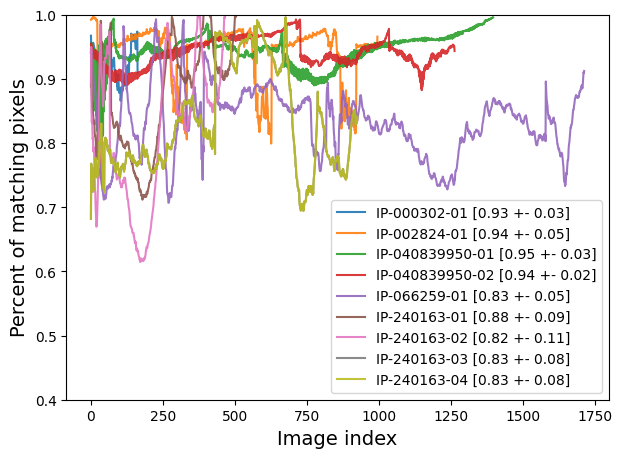 1.0
0.9
0.8
0.7
0.6
0.5
0.4
Percent of matching pixels
IP-000302-01 [0.93 +- 0.03]
IP-002824-01 [0.94 +- 0.05]
IP-040839950-01 [0.95 +- 0.03]
IP-040839950-02 [0.94 +- 0.02]
IP-066259-01 [0.83 +- 0.05]
IP-240163-01 [0.88 +- 0.09]
IP-240163-02 [0.82 +- 0.11]
IP-240163-03 [0.83 +- 0.08]
IP-240163-04 [0.83 +- 0.08]
0 250 500 750 1000 1250 1500 1750
Image index